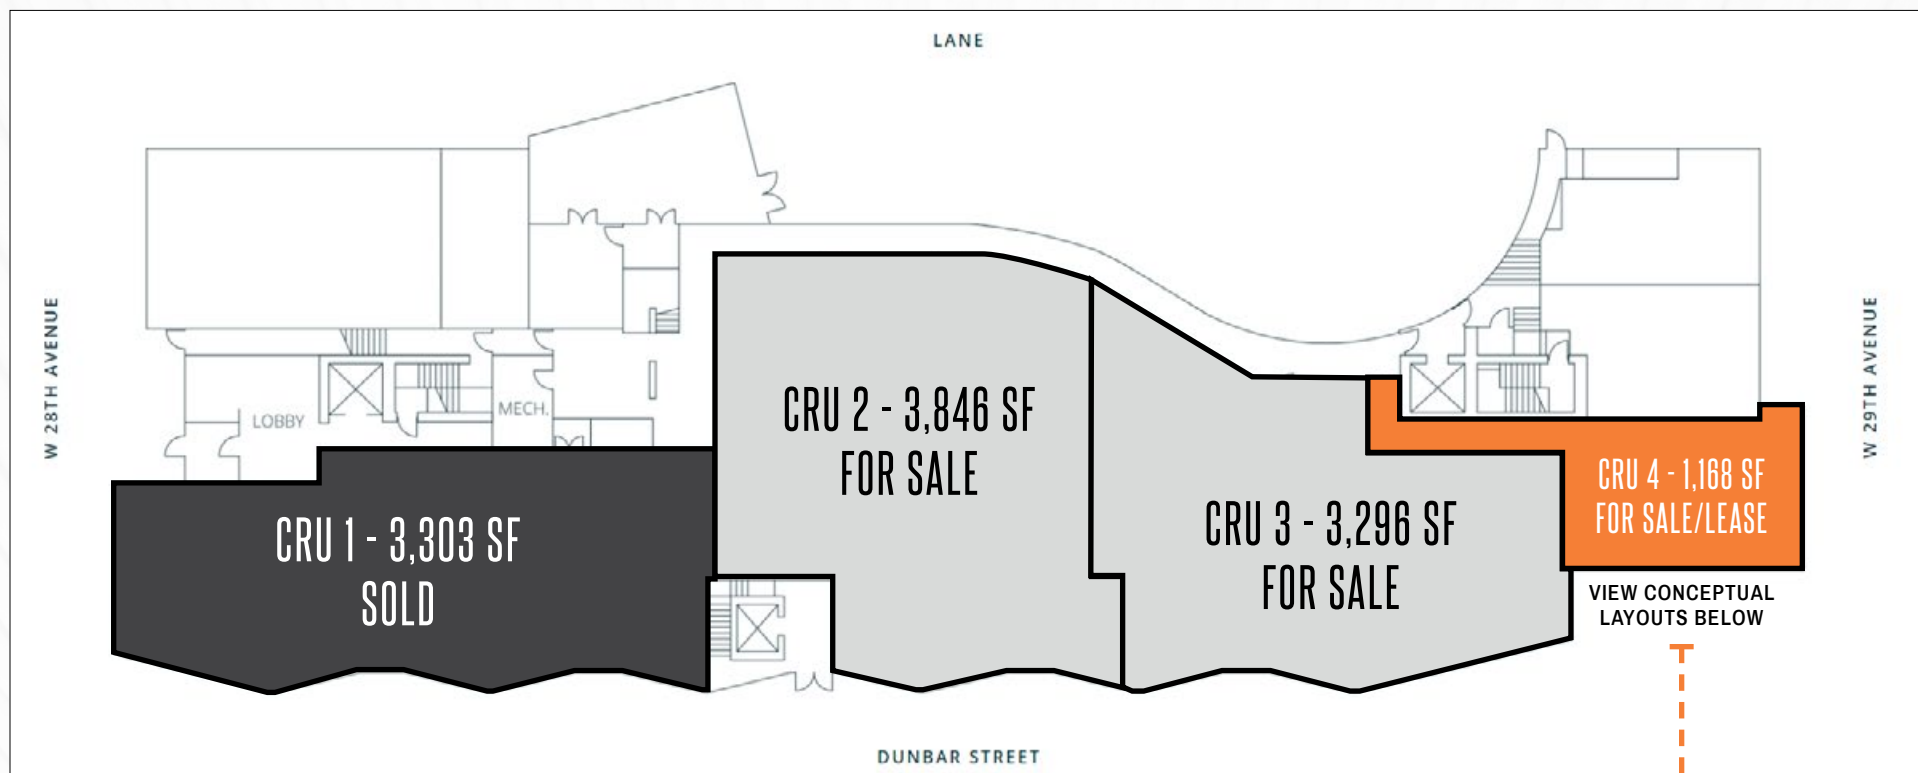 LANE
W 28TH AVENUE
W 29TH AVENUE
LOBBY
MECH.
CRU 1 - 3,303 SF
SOLD
CRU 2 - 3,846 SF
FOR SALE
CRU 3 - 3,296 SF
FOR SALE
CRU 4 - 1,168 SF
FOR SALE/LEASE
VIEW CONCEPTUAL
LAYOUTS BELOW
DUNBAR STREET